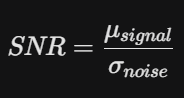 SNR = μ_signal / σ_noise